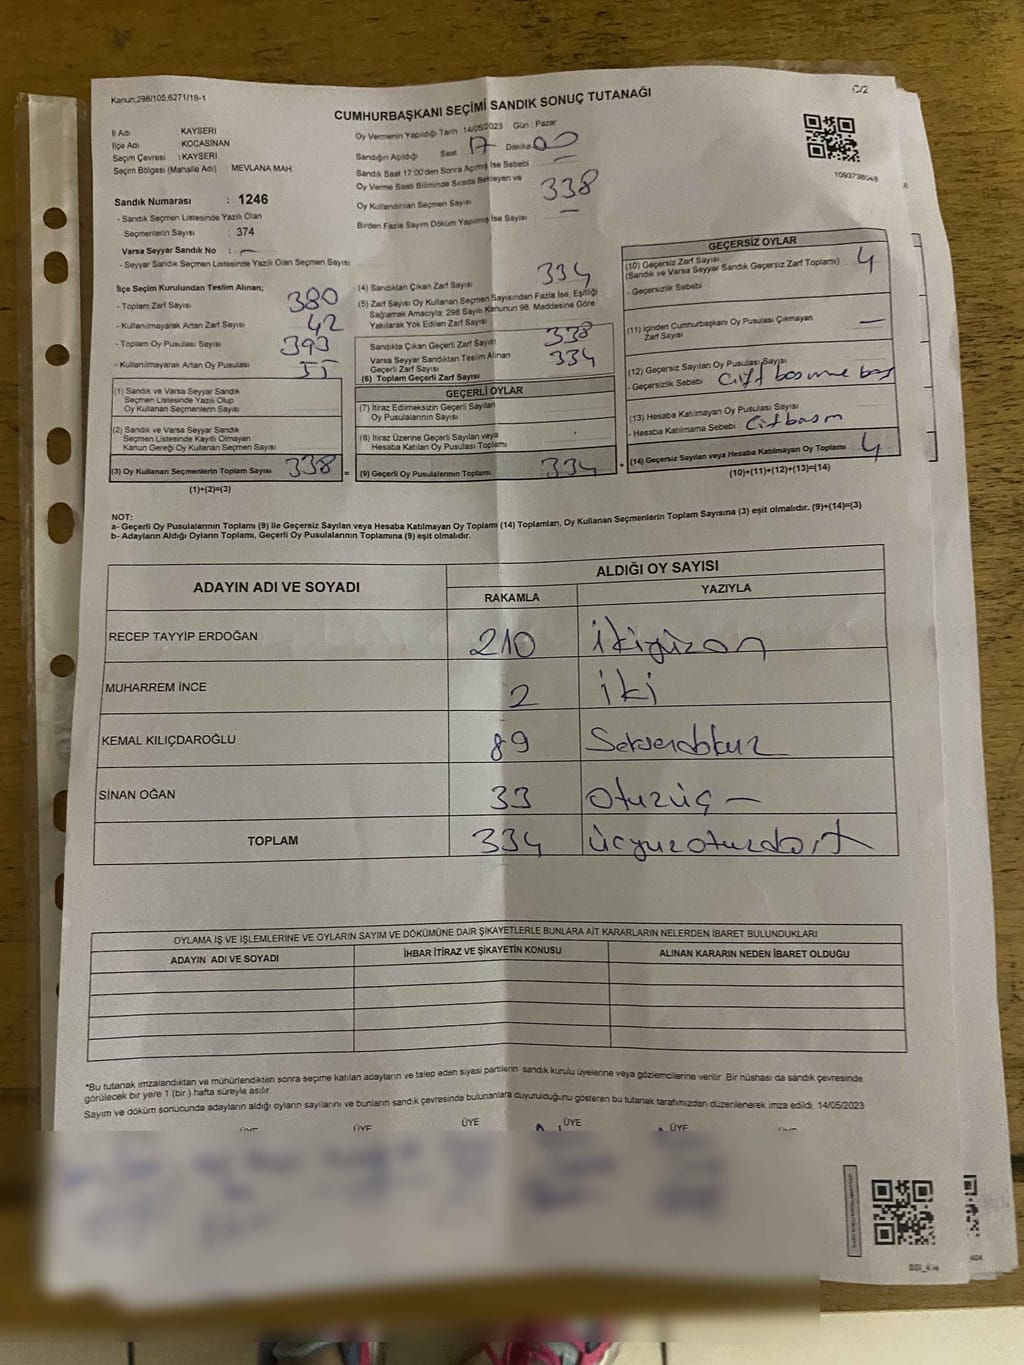 Kanun,298/105,6271/18-1
C/2
CUMHURBAŞKANI SEÇİMİ SANDIK SONUÇ TUTANAĞI
İl Adı KAYSERİ
İlçe Adı : KOCASİNAN
Seçim Çevresi : KAYSERİ
Seçim Bölgesi (Mahalle Adı) : MEVLANA MAH.
Sandık Numarası : 1246
- Sandık Seçmen Listesinde Yazılı Olan
Seçmenlerin Sayısı : 374
Varsa Seyyar Sandık No : —
- Seyyar Sandık Seçmen Listesinde Yazılı Olan Seçmen Sayısı
İlçe Seçim Kurulundan Teslim Alınan;
- Toplam Zarf Sayısı 380
- Kullanılmayarak Artan Zarf Sayısı 42
- Toplam Oy Pusulası Sayısı 393
- Kullanılmayarak Artan Oy Pusulası 55
(1) Sandık ve Varsa Seyyar Sandık
Seçmen Listesinde Yazılı Olup
Oy Kullanan Seçmenlerin Sayısı
(2) Sandık ve Varsa Seyyar Sandık
Seçmen Listesinde Kayıtlı Olmayan
Kanun Gereği Oy Kullanan Seçmen Sayısı
(3) Oy Kullanan Seçmenlerin Toplam Sayısı 338 =
(1)+(2)=(3)
Oy Vermenin Yapıldığı Tarih :14/05/2023 Gün : Pazar
Sandığın Açıldığı Saat 17 Dakika 00
Sandık Saat 17:00'den Sonra Açılmış İse Sebebi —
Oy Verme Saati Bitiminde Sırada Bekleyen ve
Oy Kullandırılan Seçmen Sayısı 338
Birden Fazla Sayım Döküm Yapılmış İse Sayısı —
(4) Sandıktan Çıkan Zarf Sayısı 334
(5) Zarf Sayısı Oy Kullanan Seçmen Sayısından Fazla İse, Eşitliği
Sağlamak Amacıyla; 298 Sayılı Kanunun 98. Maddesine Göre
Yakılarak Yok Edilen Zarf Sayısı
Sandıkta Çıkan Geçerli Zarf Sayısı 338
Varsa Seyyar Sandıktan Teslim Alınan
Geçerli Zarf Sayısı 334
(6) Toplam Geçerli Zarf Sayısı
GEÇERLİ OYLAR
(7) İtiraz Edilmeksizin Geçerli Sayılan
Oy Pusulalarının Sayısı
(8) İtiraz Üzerine Geçerli Sayılan veya
Hesaba Katılan Oy Pusulası Toplamı
(9) Geçerli Oy Pusulalarının Toplamı 334 +
1093738048
GEÇERSİZ OYLAR
(10) Geçersiz Zarf Sayısı
(Sandık ve Varsa Seyyar Sandık Geçersiz Zarf Toplamı) 4
- Geçersizlik Sebebi
(11) İçinden Cumhurbaşkanı Oy Pusulası Çıkmayan
Zarf Sayısı —
(12) Geçersiz Sayılan Oy Pusulası Sayısı
- Geçersizlik Sebebi Çift basma
(13) Hesaba Katılmayan Oy Pusulası Sayısı
- Hesaba Katılmama Sebebi Çift basm
(14) Geçersiz Sayılan veya Hesaba Katılmayan Oy Toplamı 4
(10)+(11)+(12)+(13)=(14)
NOT:
a- Geçerli Oy Pusulalarının Toplamı (9) ile Geçersiz Sayılan veya Hesaba Katılmayan Oy Toplamı (14) Toplamları, Oy Kullanan Seçmenlerin Toplam Sayısına (3) eşit olmalıdır. (9)+(14)=(3)
b- Adayların Aldığı Oyların Toplamı, Geçerli Oy Pusulalarının Toplamına (9) eşit olmalıdır.
ADAYIN ADI VE SOYADI
ALDIĞI OY SAYISI
RAKAMLA YAZIYLA
RECEP TAYYİP ERDOĞAN 210 ikiyüzon
MUHARREM İNCE 2 iki
KEMAL KILIÇDAROĞLU 89 Seksendokuz
SİNAN OĞAN 33 otuzüç —
TOPLAM 334 üçyüzotuzdört
OYLAMA İŞ VE İŞLEMLERİNE VE OYLARIN SAYIM VE DÖKÜMÜNE DAİR ŞİKAYETLERLE BUNLARA AİT KARARLARIN NELERDEN İBARET BULUNDUKLARI
ADAYIN ADI VE SOYADI İHBAR İTİRAZ VE ŞİKAYETİN KONUSU ALINAN KARARIN NEDEN İBARET OLDUĞU
*Bu tutanak imzalandıktan ve mühürlendikten sonra seçime katılan adayların ve talep eden siyasi partilerin sandık kurulu üyelerine veya gözlemcilerine verilir. Bir nüshası da sandık çevresinde
görülecek bir yere 1 (bir ) hafta süreyle asılır.
Sayım ve döküm sonucunda adayların aldığı oyların sayılarını ve bunların sandık çevresinde bulunanlara duyurulduğunu gösteren bu tutanak tarafımızdan düzenlenerek imza edildi. 14/05/2023
ÜYE ÜYE ÜYE ÜYE ÜYE